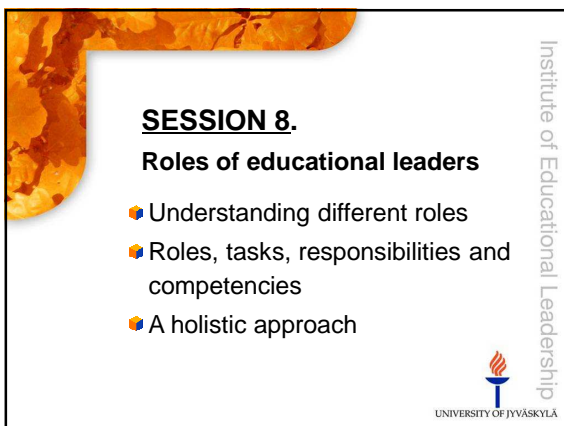 SESSION 8.
Roles of educational leaders
Understanding different roles
Roles, tasks, responsibilities and
competencies
A holistic approach
Institute of Educational Leadership
UNIVERSITY OF JYVÄSKYLÄ